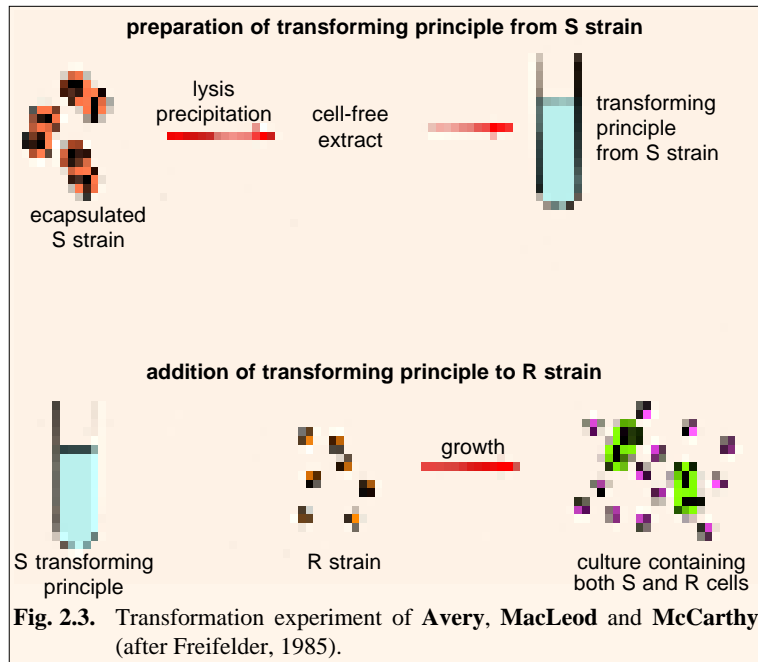 preparation of transforming principle from S strain
lysis
precipitation
cell-free
extract
transforming
principle
from S strain
ecapsulated
S strain
addition of transforming principle to R strain
growth
S transforming
principle
R strain
culture containing
both S and R cells
Fig. 2.3. Transformation experiment of Avery, MacLeod and McCarthy
(after Freifelder, 1985).